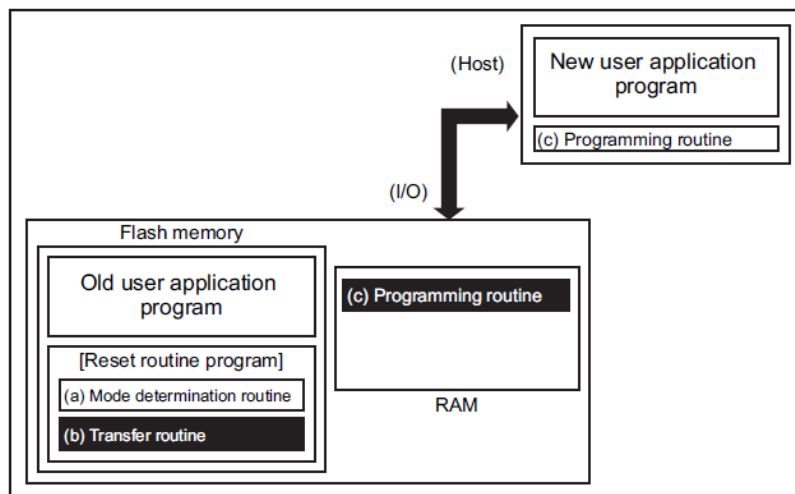 (Host)
New user application
program
(c) Programming routine
(I/O)
Flash memory
Old user application
program
[Reset routine program]
(a) Mode determination routine
(b) Transfer routine
(c) Programming routine
RAM